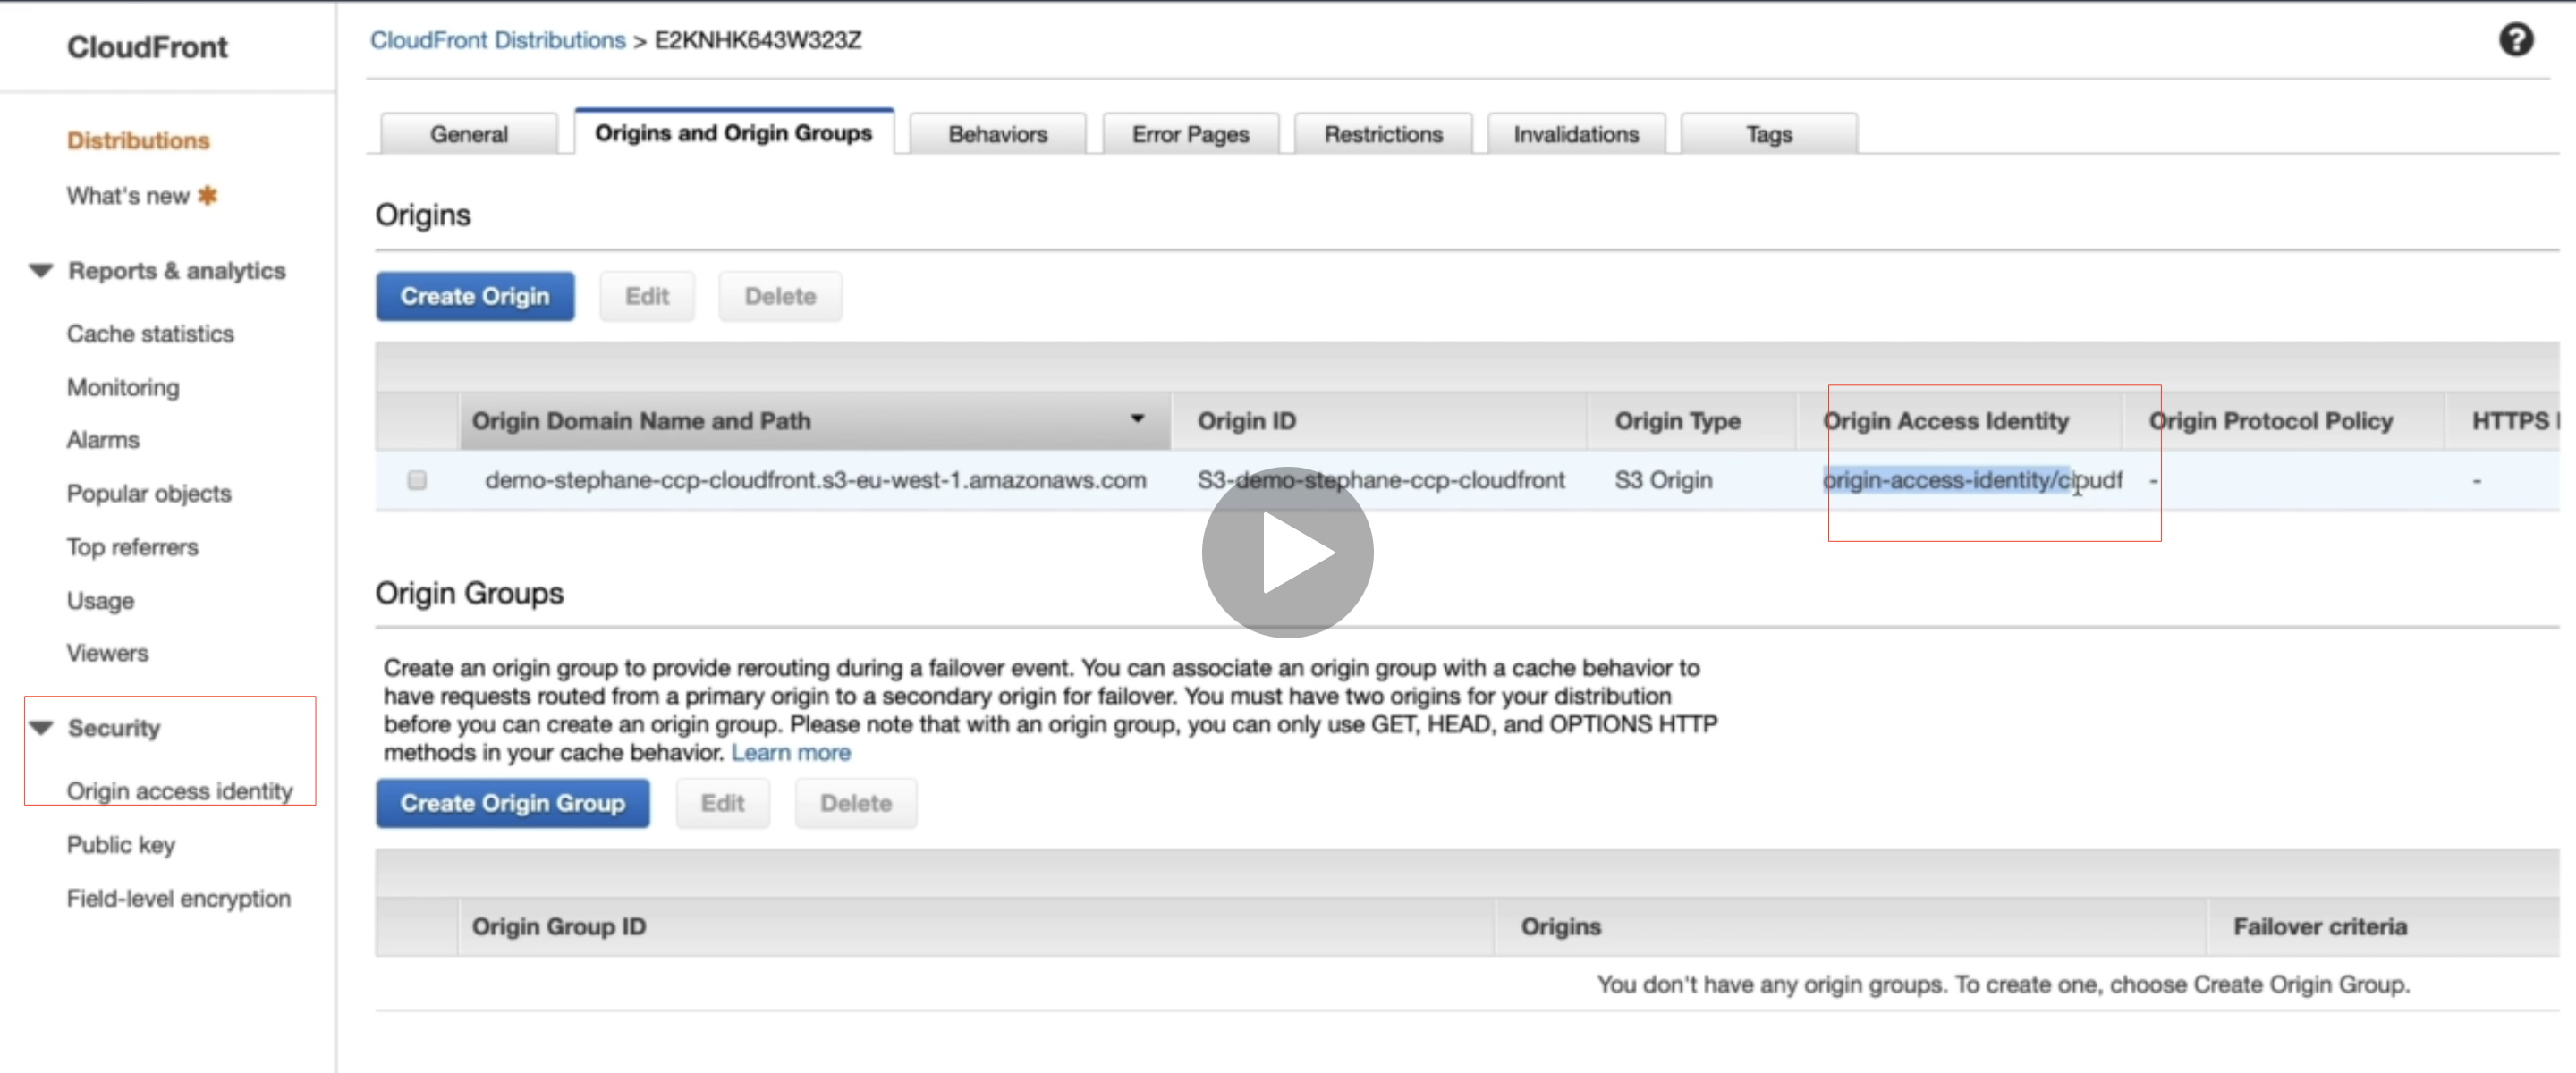 CloudFront
CloudFront Distributions > E2KNHK643W323Z
Distributions
What's new
Reports & analytics
Cache statistics
Monitoring
Alarms
Popular objects
Top referrers
Usage
Viewers
Security
Origin access identity
Public key
Field-level encryption
General Origins and Origin Groups Behaviors Error Pages Restrictions Invalidations Tags
Origins
Create Origin Edit Delete
Origin Domain Name and Path Origin ID Origin Type Origin Access Identity Origin Protocol Policy HTTPS
demo-stephane-ccp-cloudfront.s3-eu-west-1.amazonaws.com S3-demo-stephane-ccp-cloudfront S3 Origin origin-access-identity/cloudf - -
Origin Groups
Create an origin group to provide rerouting during a failover event. You can associate an origin group with a cache behavior to
have requests routed from a primary origin to a secondary origin for failover. You must have two origins for your distribution
before you can create an origin group. Please note that with an origin group, you can only use GET, HEAD, and OPTIONS HTTP
methods in your cache behavior. Learn more
Create Origin Group Edit Delete
Origin Group ID Origins Failover criteria
You don't have any origin groups. To create one, choose Create Origin Group.